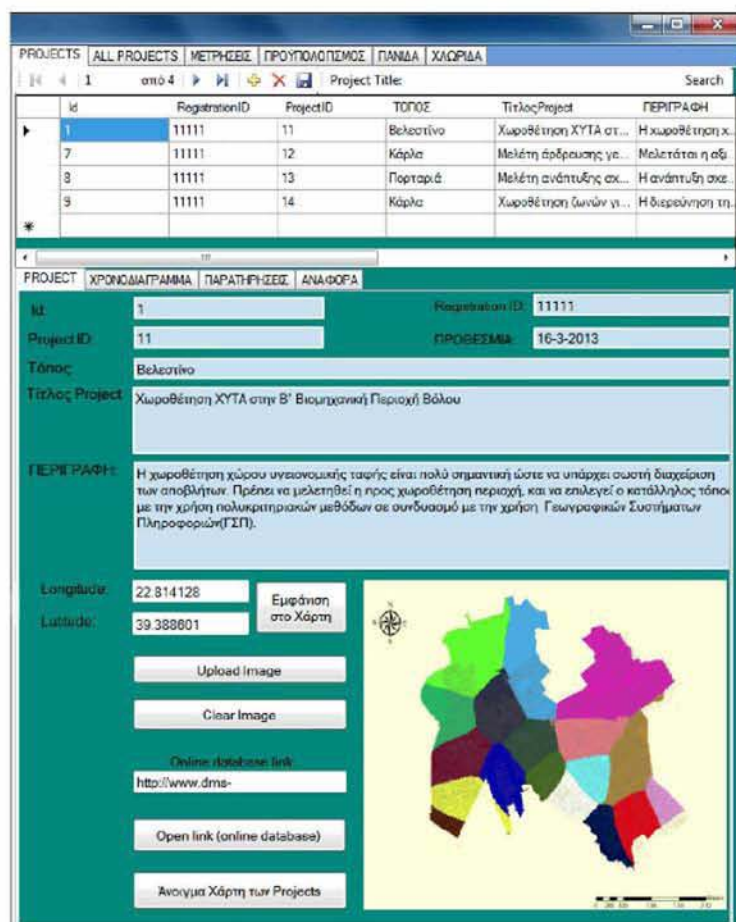 PROJECTS ALL PROJECTS ΜΕΤΡΗΣΕΙΣ ΠΡΟΥΠΟΛΟΓΙΣΜΟΣ ΠΑΝΙΔΑ ΧΛΩΡΙΔΑ
1 από 4 Project Title: Search
Id RegistrationID ProjectID ΤΟΠΟΣ ΤίτλοςProject ΠΕΡΙΓΡΑΦΗ
1 11111 11 Βελεστίνο Χωροθέτηση ΧΥΤΑ στ... Η χωροθέτηση χ...
7 11111 12 Κάρλα Μελέτη άρδρευσης γε... Μελετάται η αξι...
8 11111 13 Πορταριά Μελέτη ανάπτυξης σχ... Η ανάπτυξη σχε...
9 11111 14 Κάρλα Χωροθέτηση ζωνών γι... Η διερεύνηση τη...
PROJECT ΧΡΟΝΟΔΙΑΓΡΑΜΜΑ ΠΑΡΑΤΗΡΗΣΕΙΣ ΑΝΑΦΟΡΑ
Id: 1 Registration ID: 11111
Project ID: 11 ΠΡΟΘΕΣΜΙΑ: 16-3-2013
Τόπος: Βελεστίνο
Τίτλος Project Χωροθέτηση ΧΥΤΑ στην Β' Βιομηχανική Περιοχή Βόλου
ΠΕΡΙΓΡΑΦΗ: Η χωροθέτηση χώρου υγειονομικής ταφής είναι πολύ σημαντική ώστε να υπάρχει σωστή διαχείριση
των αποβλήτων. Πρέπει να μελετηθεί η προς χωροθέτηση περιοχή, και να επιλεγεί ο κατάλληλος τόπος
με την χρήση πολυκριτηριακών μεθόδων σε συνδυασμό με την χρήση Γεωγραφικών Συστήματων
Πληροφοριών(ΓΣΠ).
Longitude: 22.814128
Latitude: 39.388601
Εμφάνιση
στο Χάρτη
Upload Image
Clear Image
Online database link:
http://www.dms-
Open link (online database)
Άνοιγμα Χάρτη των Projects